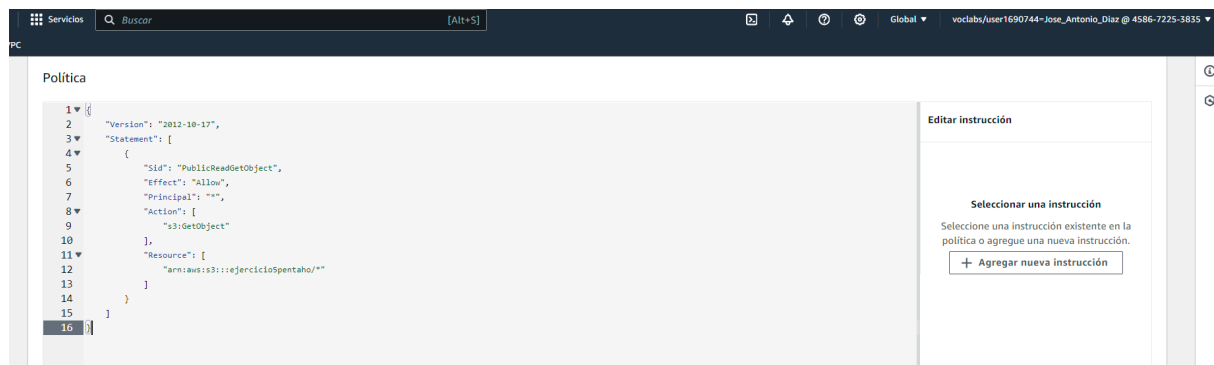 Servicios
Buscar
[Alt+S]
Global
voclabs/user1690744=Jose_Antonio_Diaz @ 4586-7225-3835
Política
1 {
2 "Version": "2012-10-17",
3 "Statement": [
4 {
5 "Sid": "PublicReadGetObject",
6 "Effect": "Allow",
7 "Principal": "*",
8 "Action": [
9 "s3:GetObject"
10 ],
11 "Resource": [
12 "arn:aws:s3:::ejercicio5pentaho/*"
13 ]
14 }
15 ]
16 }
Editar instrucción
Seleccionar una instrucción
Seleccione una instrucción existente en la
política o agregue una nueva instrucción.
+ Agregar nueva instrucción